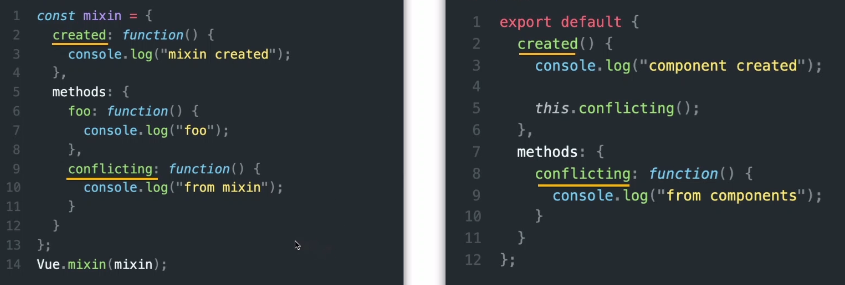 1 const mixin = {
2 created: function() {
3 console.log("mixin created");
4 },
5 methods: {
6 foo: function() {
7 console.log("foo");
8 },
9 conflicting: function() {
10 console.log("from mixin");
11 }
12 }
13 };
14 Vue.mixin(mixin);
1 export default {
2 created() {
3 console.log("component created");
4
5 this.conflicting();
6 },
7 methods: {
8 conflicting: function() {
9 console.log("from components");
10 }
11 }
12 };